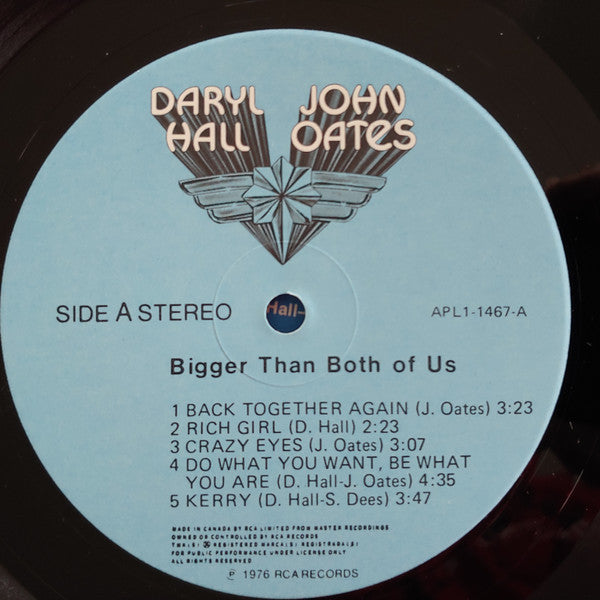 DARYL HALL
JOHN OATES
SIDE A STEREO
Hall-
APL1-1467-A
Bigger Than Both of Us
1 BACK TOGETHER AGAIN (J. Oates) 3:23
2 RICH GIRL (D. Hall) 2:23
3 CRAZY EYES (J. Oates) 3:07
4 DO WHAT YOU WANT, BE WHAT
YOU ARE (D. Hall-J. Oates) 4:35
5 KERRY (D. Hall-S. Dees) 3:47
MADE IN CANADA BY RCA LIMITED FROM MASTER RECORDINGS
OWNED OR CONTROLLED BY RCA
TMK(S) ® REGISTERED MARCA(S) REGISTRADA(S)
FOR PUBLIC PERFORMANCE UNDER LICENSE ONLY
ALL RIGHTS RESERVED
℗ 1976 RCA RECORDS